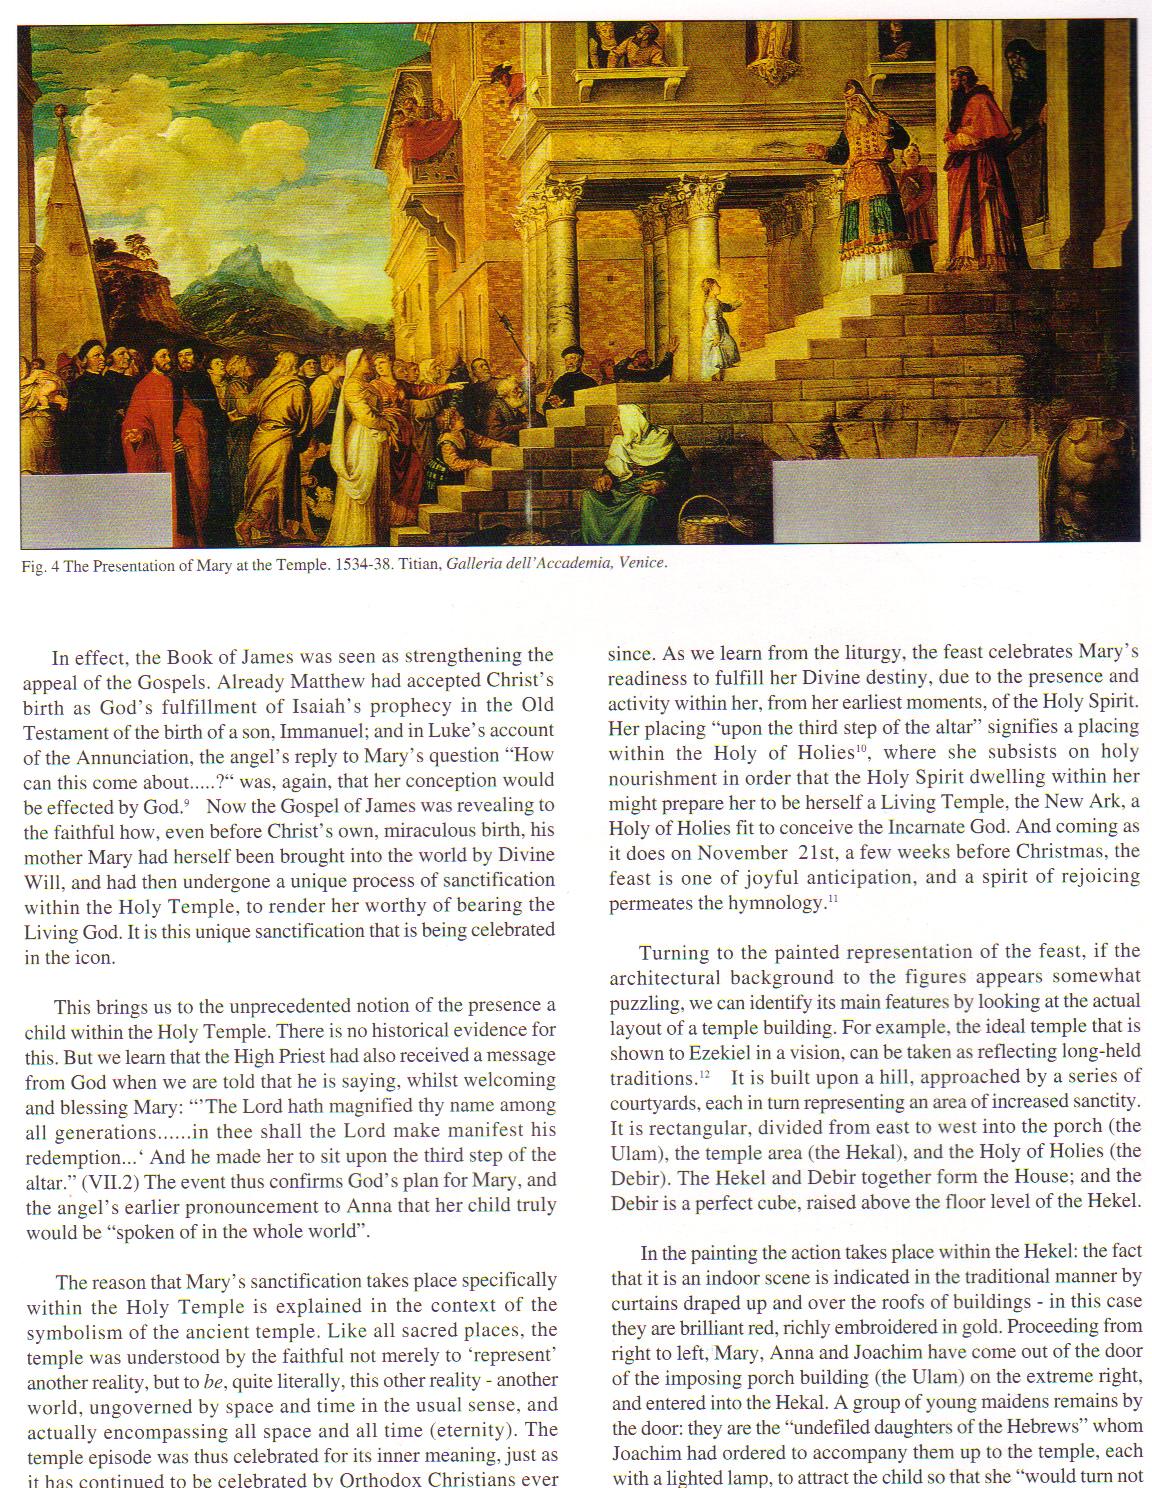 Fig. 4 The Presentation of Mary at the Temple. 1534-38. Titian, Galleria dell'Accademia, Venice.
In effect, the Book of James was seen as strengthening the
appeal of the Gospels. Already Matthew had accepted Christ's
birth as God's fulfillment of Isaiah's prophecy in the Old
Testament of the birth of a son, Immanuel; and in Luke's account
of the Annunciation, the angel's reply to Mary's question “How
can this come about.....?“ was, again, that her conception would
be effected by God.⁹ Now the Gospel of James was revealing to
the faithful how, even before Christ's own, miraculous birth, his
mother Mary had herself been brought into the world by Divine
Will, and had then undergone a unique process of sanctification
within the Holy Temple, to render her worthy of bearing the
Living God. It is this unique sanctification that is being celebrated
in the icon.
This brings us to the unprecedented notion of the presence a
child within the Holy Temple. There is no historical evidence for
this. But we learn that the High Priest had also received a message
from God when we are told that he is saying, whilst welcoming
and blessing Mary: “’The Lord hath magnified thy name among
all generations......in thee shall the Lord make manifest his
redemption...‘ And he made her to sit upon the third step of the
altar.” (VII.2) The event thus confirms God's plan for Mary, and
the angel's earlier pronouncement to Anna that her child truly
would be “spoken of in the whole world”.
The reason that Mary's sanctification takes place specifically
within the Holy Temple is explained in the context of the
symbolism of the ancient temple. Like all sacred places, the
temple was understood by the faithful not merely to ‘represent’
another reality, but to be, quite literally, this other reality - another
world, ungoverned by space and time in the usual sense, and
actually encompassing all space and all time (eternity). The
temple episode was thus celebrated for its inner meaning, just as
it has continued to be celebrated by Orthodox Christians ever
since. As we learn from the liturgy, the feast celebrates Mary's
readiness to fulfill her Divine destiny, due to the presence and
activity within her, from her earliest moments, of the Holy Spirit.
Her placing “upon the third step of the altar” signifies a placing
within the Holy of Holies¹⁰, where she subsists on holy
nourishment in order that the Holy Spirit dwelling within her
might prepare her to be herself a Living Temple, the New Ark, a
Holy of Holies fit to conceive the Incarnate God. And coming as
it does on November 21st, a few weeks before Christmas, the
feast is one of joyful anticipation, and a spirit of rejoicing
permeates the hymnology.¹¹
Turning to the painted representation of the feast, if the
architectural background to the figures appears somewhat
puzzling, we can identify its main features by looking at the actual
layout of a temple building. For example, the ideal temple that is
shown to Ezekiel in a vision, can be taken as reflecting long-held
traditions.¹² It is built upon a hill, approached by a series of
courtyards, each in turn representing an area of increased sanctity.
It is rectangular, divided from east to west into the porch (the
Ulam), the temple area (the Hekal), and the Holy of Holies (the
Debir). The Hekel and Debir together form the House; and the
Debir is a perfect cube, raised above the floor level of the Hekel.
In the painting the action takes place within the Hekel: the fact
that it is an indoor scene is indicated in the traditional manner by
curtains draped up and over the roofs of buildings - in this case
they are brilliant red, richly embroidered in gold. Proceeding from
right to left, Mary, Anna and Joachim have come out of the door
of the imposing porch building (the Ulam) on the extreme right,
and entered into the Hekal. A group of young maidens remains by
the door: they are the “undefiled daughters of the Hebrews” whom
Joachim had ordered to accompany them up to the temple, each
with a lighted lamp, to attract the child so that she “would turn not